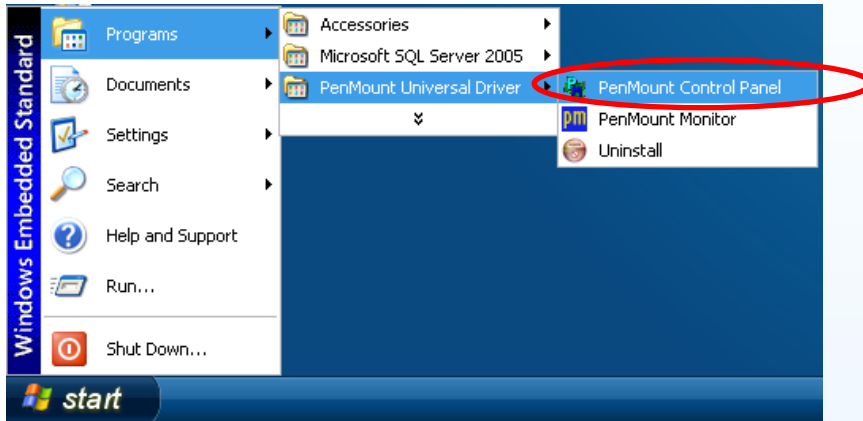 Windows Embedded Standard
Programs
Documents
Settings
Search
Help and Support
Run...
Shut Down...
Accessories
Microsoft SQL Server 2005
PenMount Universal Driver
PenMount Control Panel
pm PenMount Monitor
Uninstall
start